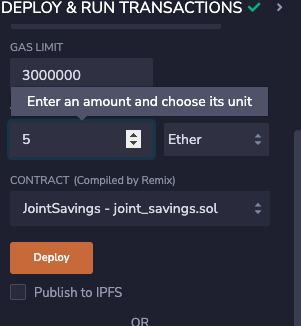 DEPLOY & RUN TRANSACTIONS
GAS LIMIT
3000000
Enter an amount and choose its unit
5 Ether
CONTRACT (Compiled by Remix)
JointSavings - joint_savings.sol
Deploy
Publish to IPFS
OR